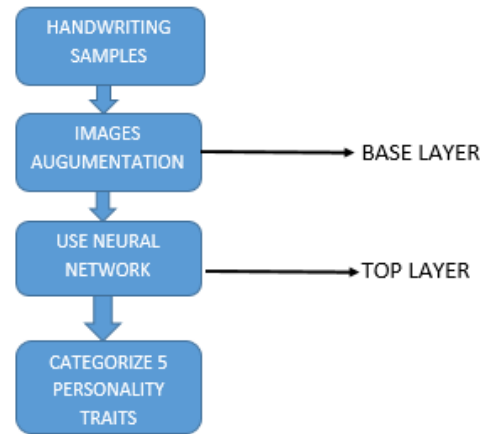 HANDWRITING
SAMPLES
IMAGES
AUGUMENTATION
BASE LAYER
USE NEURAL
NETWORK
TOP LAYER
CATEGORIZE 5
PERSONALITY
TRAITS